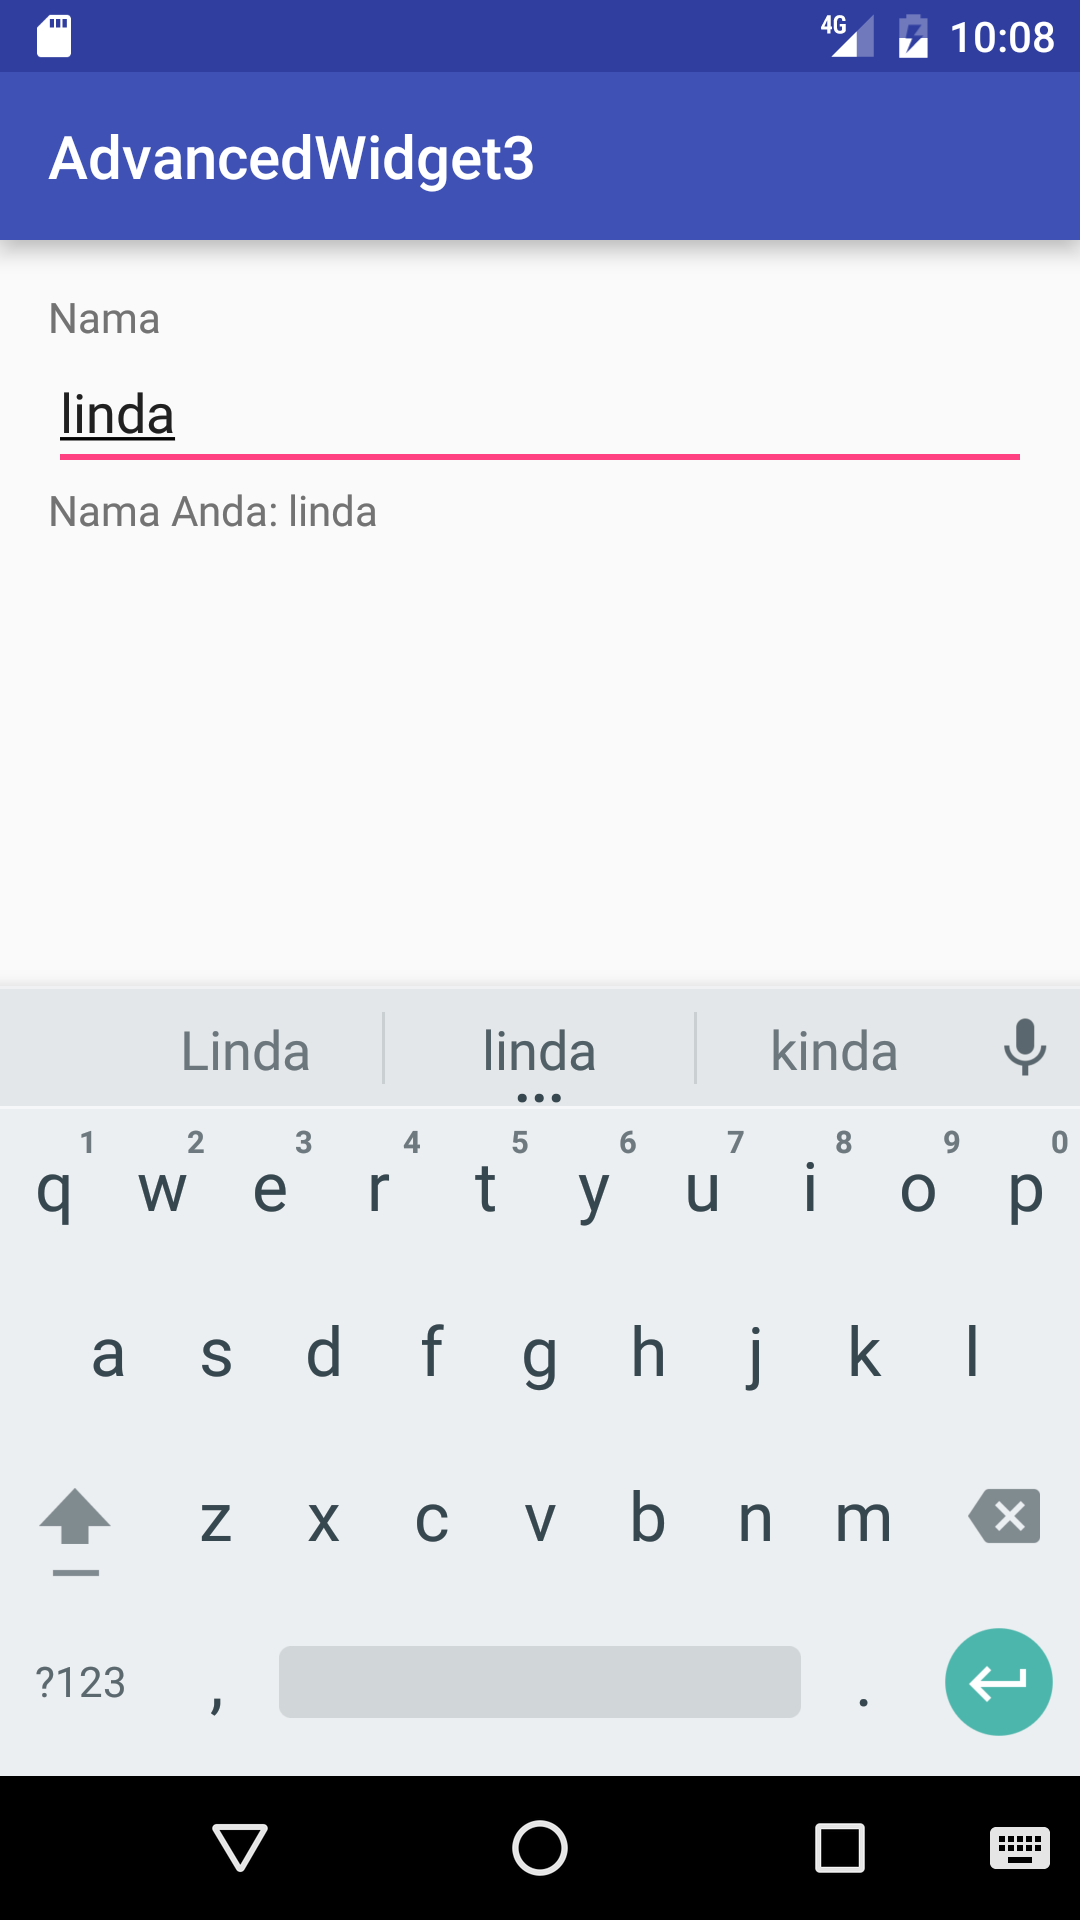 4G 10:08
AdvancedWidget3
Nama
linda
Nama Anda: linda
Linda linda kinda
1 2 3 4 5 6 7 8 9 0
q w e r t y u i o p
a s d f g h j k l
z x c v b n m
?123 , .